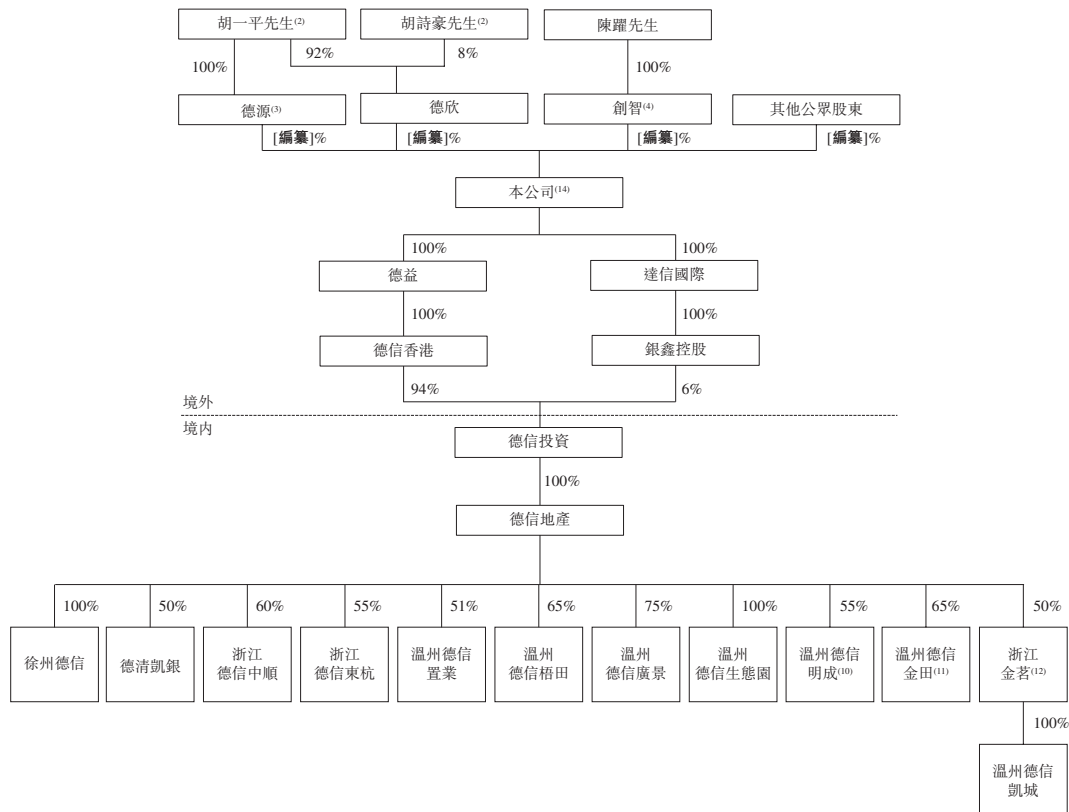 胡一平先生(2)
胡詩豪先生(2)
陳躍先生
100%
92%
8%
100%
德源(3)
德欣
創智(4)
其他公眾股東
[編纂]%
[編纂]%
[編纂]%
[編纂]%
本公司(14)
100%
100%
德益
達信國際
100%
100%
德信香港
銀鑫控股
94%
6%
境外
境內
德信投資
100%
德信地產
100%
50%
60%
55%
51%
65%
75%
100%
55%
65%
50%
徐州德信
德清凱銀
浙江
德信中順
浙江
德信東杭
溫州德信
置業
溫州
德信梧田
溫州
德信廣景
溫州
德信生態園
溫州德信
明成(10)
溫州德信
金田(11)
浙江
金茗(12)
100%
溫州德信
凱城